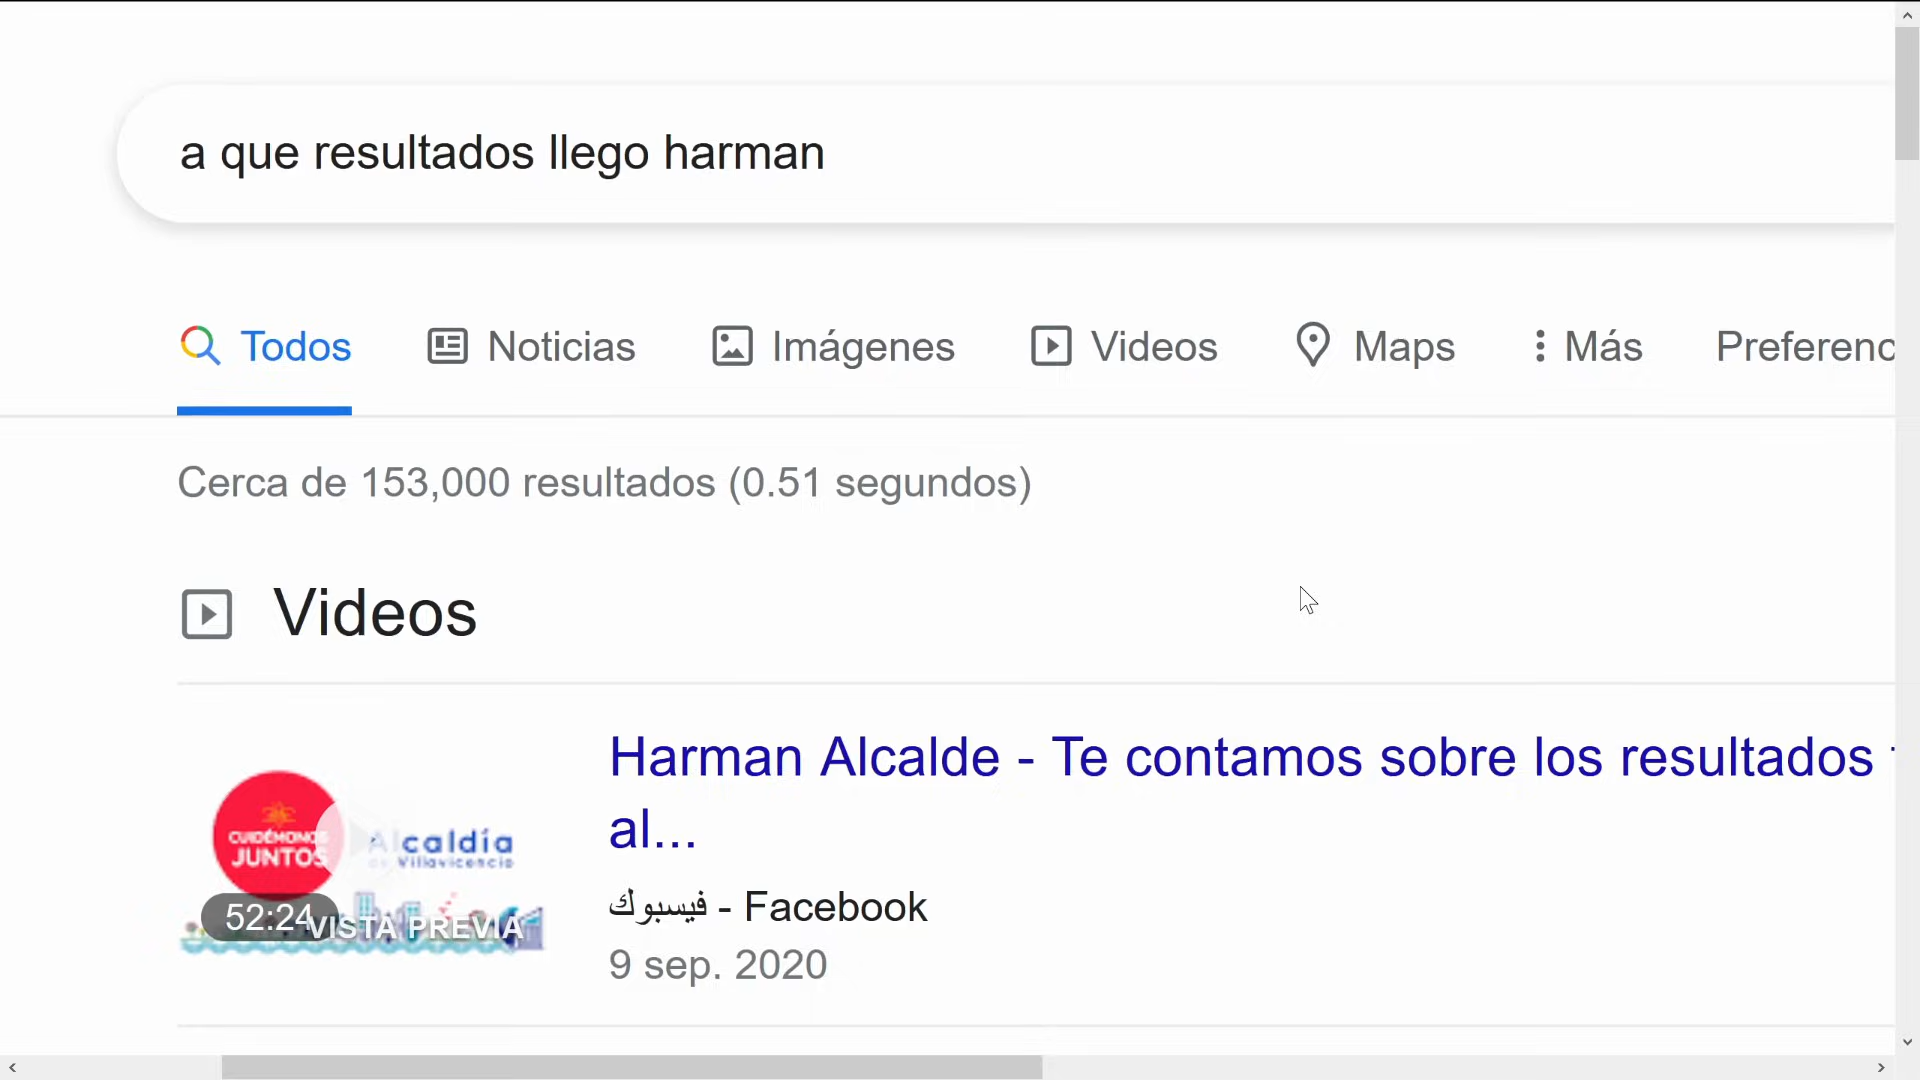 a que resultados llego harman
Todos Noticias Imágenes Videos Maps Más Preferenc
Cerca de 153,000 resultados (0.51 segundos)
Videos
Harman Alcalde - Te contamos sobre los resultados
al...
فيسبوك - Facebook
9 sep. 2020
CUIDÉMONOS
JUNTOS
Alcaldía
de Villavicencio
52:24
VISTA PREVIA